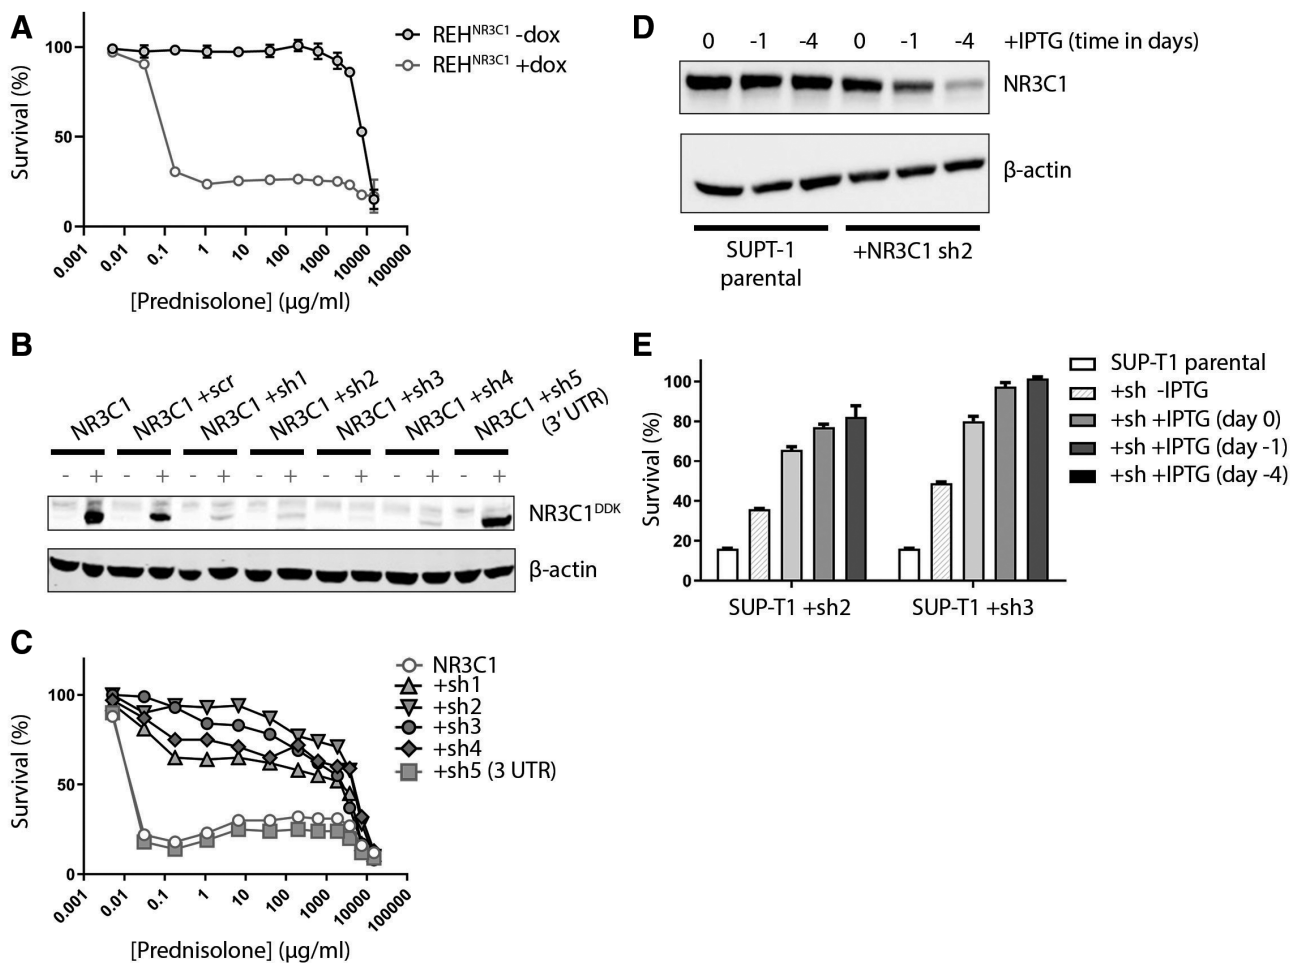 A
REH^NR3C1 -dox
REH^NR3C1 +dox
Survival (%)
100
50
0
0.001 0.01 0.1 1 10 100 1000 10000 100000
[Prednisolone] (µg/ml)
B
NR3C1
NR3C1 +scr
NR3C1 +sh1
NR3C1 +sh2
NR3C1 +sh3
NR3C1 +sh4
NR3C1 +sh5
(3' UTR)
- + - + - + - + - + - + - +
NR3C1^DDK
β-actin
C
NR3C1
+sh1
+sh2
+sh3
+sh4
+sh5 (3 UTR)
Survival (%)
100
50
0
0.001 0.01 0.1 1 10 100 1000 10000 100000
[Prednisolone] (µg/ml)
D
0 -1 -4 0 -1 -4 +IPTG (time in days)
NR3C1
β-actin
SUPT-1
parental
+NR3C1 sh2
E
SUP-T1 parental
+sh -IPTG
+sh +IPTG (day 0)
+sh +IPTG (day -1)
+sh +IPTG (day -4)
Survival (%)
100
80
60
40
20
0
SUP-T1 +sh2
SUP-T1 +sh3